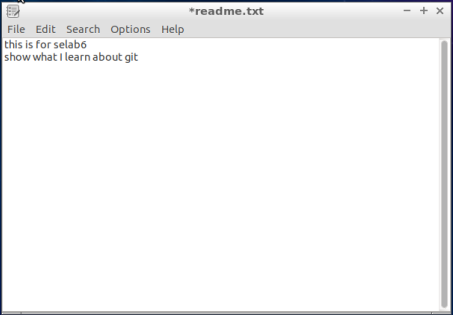 *readme.txt
File Edit Search Options Help
this is for selab6
show what I learn about git